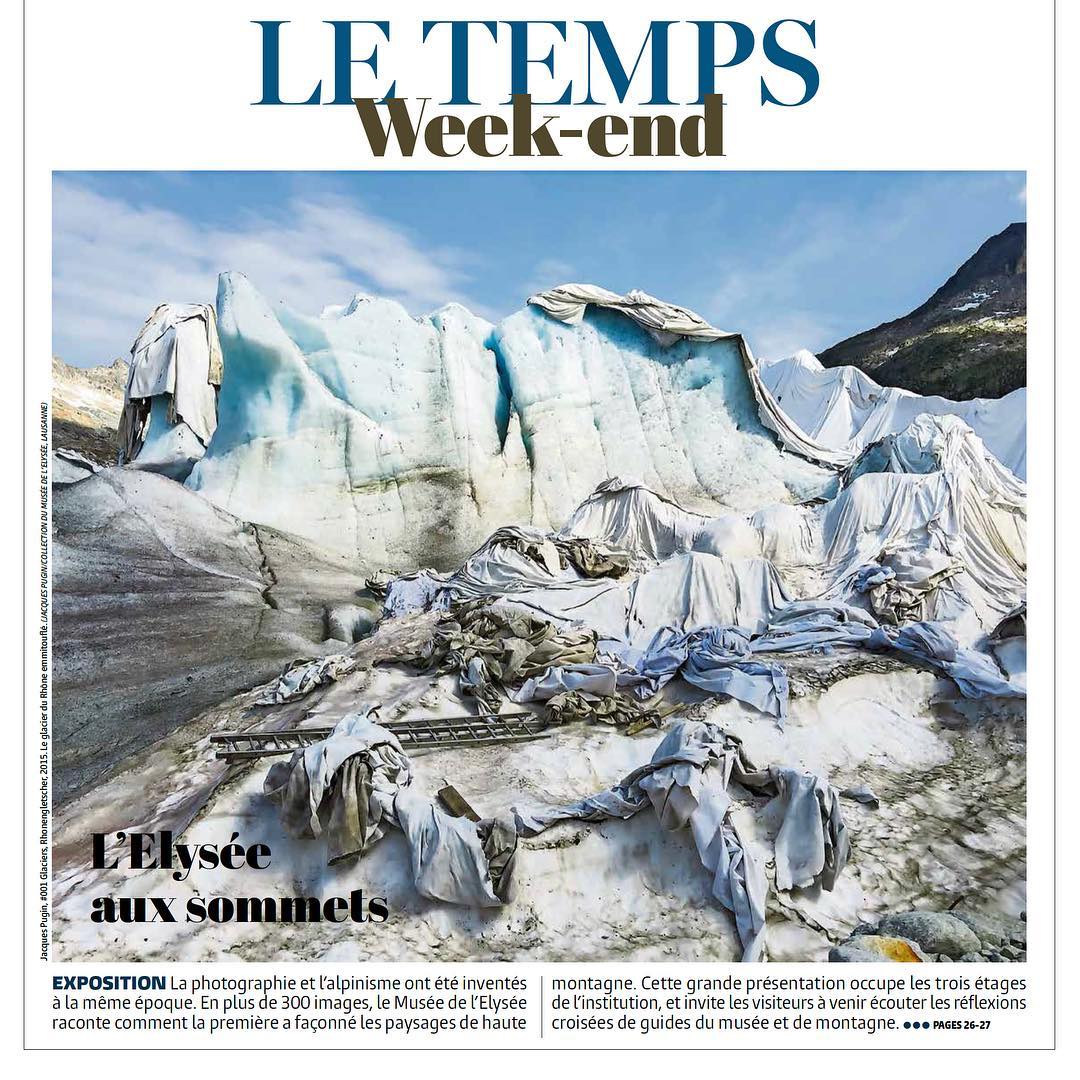 LE TEMPS
Week-end
Jacques Pugin, #001 Glaciers, Rhonengletscher, 2015. Le glacier du Rhône emmitouflé. (JACQUES PUGIN/COLLECTION DU MUSÉE DE L'ELYSÉE, LAUSANNE)
L'Elysée
aux sommets
EXPOSITION La photographie et l'alpinisme ont été inventés
à la même époque. En plus de 300 images, le Musée de l'Elysée
raconte comment la première a façonné les paysages de haute
montagne. Cette grande présentation occupe les trois étages
de l'institution, et invite les visiteurs à venir écouter les réflexions
croisées de guides du musée et de montagne. ●●● PAGES 26-27